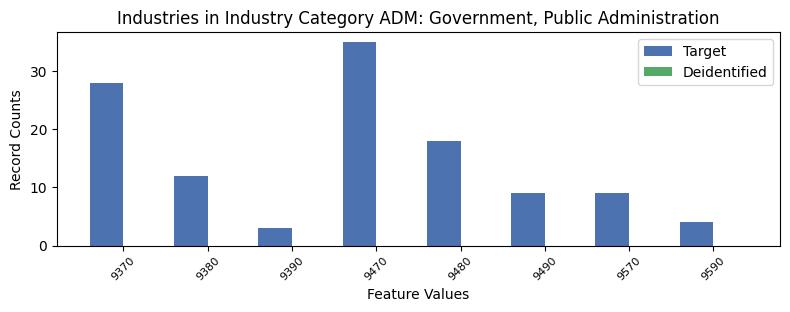 Industries in Industry Category ADM: Government, Public Administration
Target
Deidentified
Record Counts
30
20
10
0
9370 9380 9390 9470 9480 9490 9570 9590
Feature Values